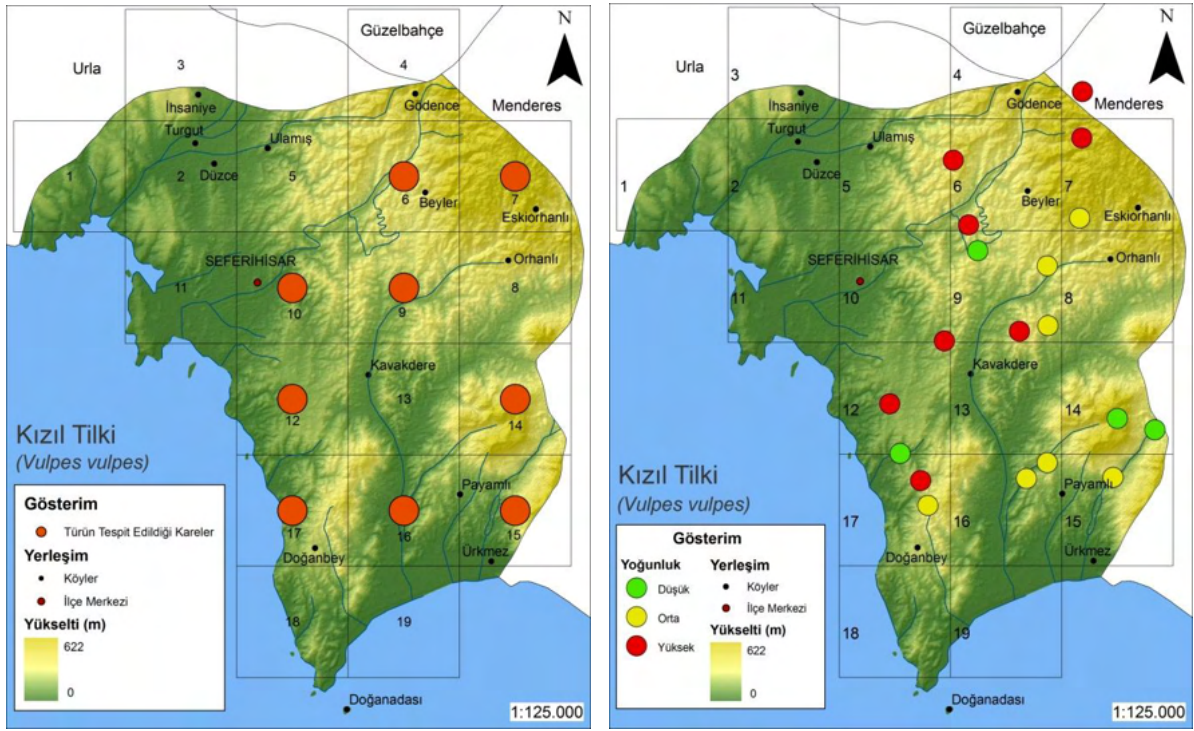 Güzelbahçe
N
Urla
3
4
İhsaniye
Gödence
Menderes
Turgut
Ulamış
1
2
Düzce
5
6
Beyler
7
Eskiorhanlı
SEFERİHİSAR
Orhanlı
11
10
9
8
Kavakdere
12
13
14
Kızıl Tilki
(Vulpes vulpes)
Gösterim
Türün Tespit Edildiği Kareler
Yerleşim
Köyler
İlçe Merkezi
Yükselti (m)
622
0
Payamlı
17
16
15
Doğanbey
Ürkmez
18
19
Doğanadası
1:125.000
Güzelbahçe
N
Urla
3
4
İhsaniye
Gödence
Menderes
Turgut
Ulamış
1
2
Düzce
5
6
Beyler
7
Eskiorhanlı
SEFERİHİSAR
Orhanlı
11
10
9
8
Kavakdere
12
13
14
Kızıl Tilki
(Vulpes vulpes)
Gösterim
Yoğunluk
Düşük
Orta
Yüksek
Yerleşim
Köyler
İlçe Merkezi
Yükselti (m)
622
0
Payamlı
17
16
15
Doğanbey
Ürkmez
18
19
Doğanadası
1:125.000